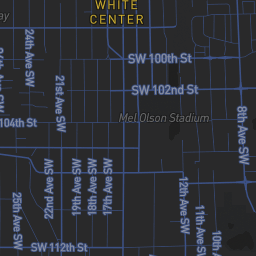 WHITE
CENTER
24th Ave SW
SW 100th St
21st Ave SW
SW 102nd St
8th Ave SW
104th St
Mel Olson Stadium
22nd Ave SW
19th Ave SW
18th Ave SW
17th Ave SW
12th Ave SW
25th Ave SW
11th Ave SW
10th A
SW 112th St